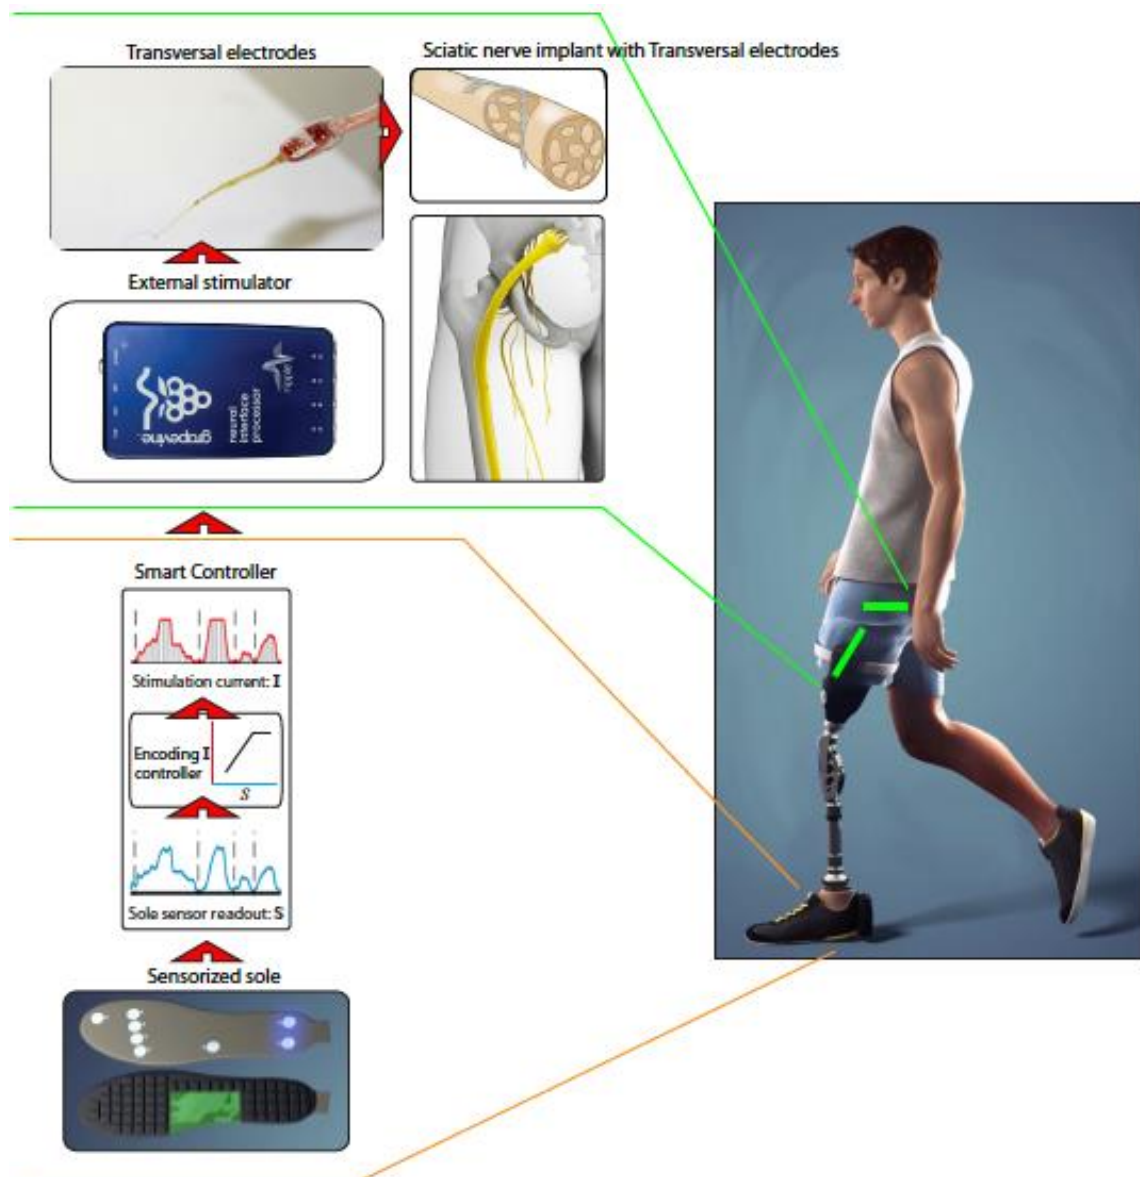 Transversal electrodes
Sciatic nerve implant with Transversal electrodes
External stimulator
grapevine
neural
interface
processor
ripple
Smart Controller
Stimulation current: I
Encoding I
controller
S
Sole sensor readout: S
Sensorized sole